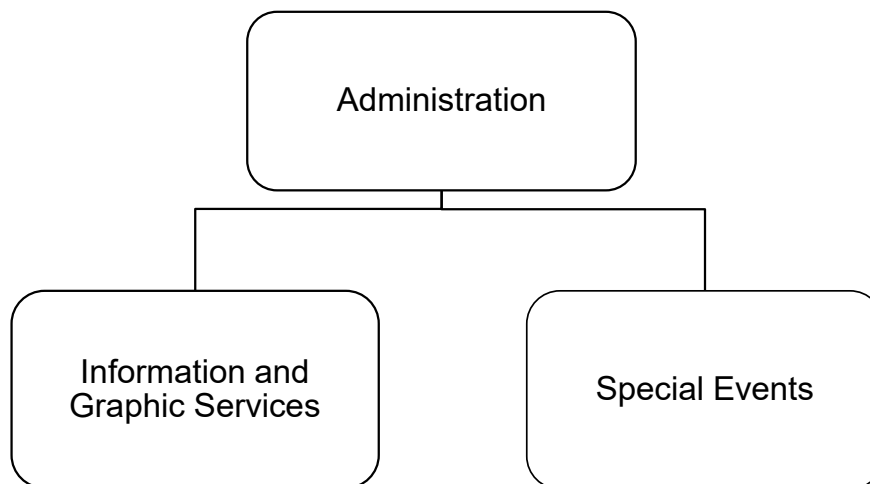 Administration
Information and
Graphic Services
Special Events